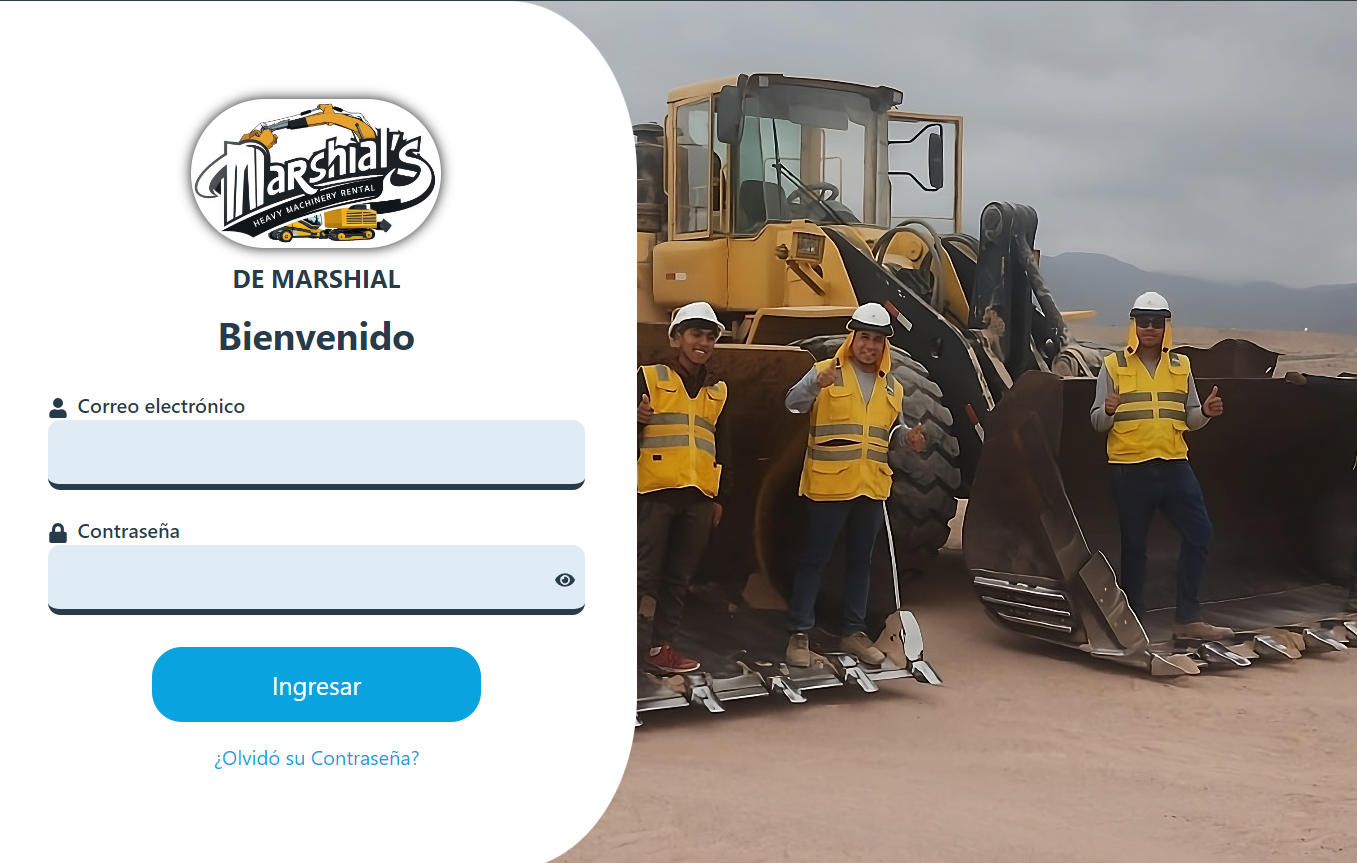 Marshial's
HEAVY MACHINERY RENTAL
DE MARSHIAL
Bienvenido
Correo electrónico
Contraseña
Ingresar
¿Olvidó su Contraseña?